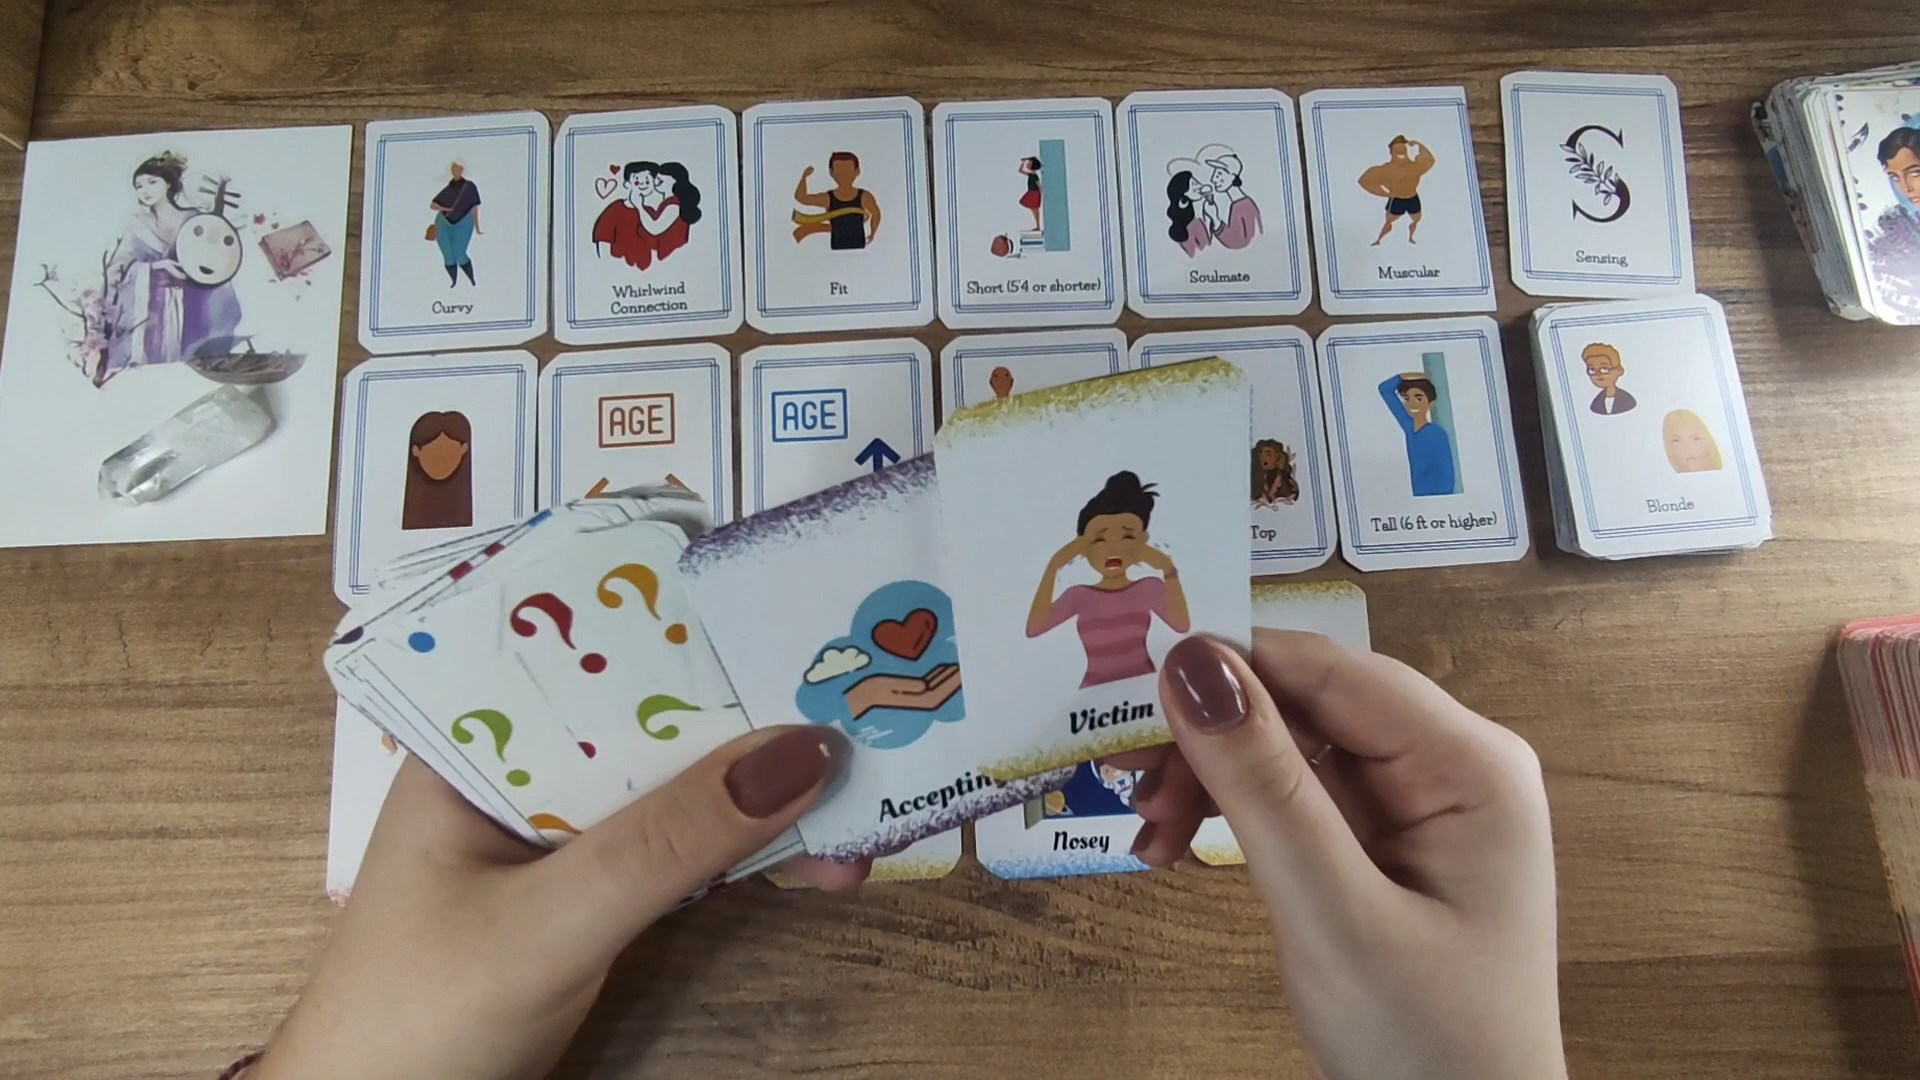 Curvy
Whirlwind
Connection
Fit
Short (5'4 or shorter)
Soulmate
Muscular
S
Sensing
AGE
AGE
Top
Tall (6 ft or higher)
Blonde
? ?
? ?
Victim
Nosey